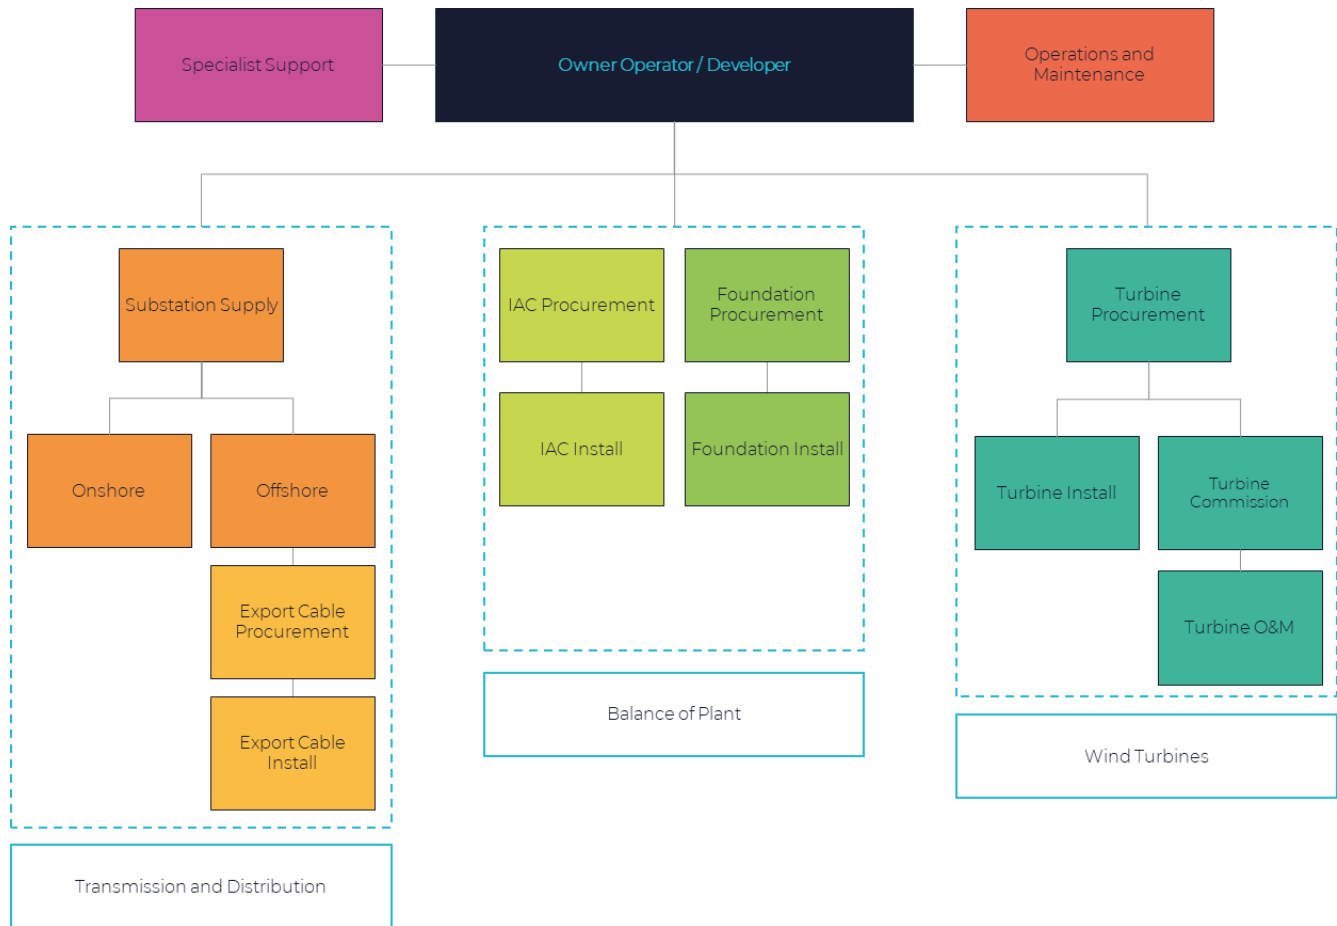 Specialist Support
Owner Operator / Developer
Operations and
Maintenance
Substation Supply
Onshore
Offshore
Export Cable
Procurement
Export Cable
Install
Transmission and Distribution
IAC Procurement
Foundation
Procurement
IAC Install
Foundation Install
Balance of Plant
Turbine
Procurement
Turbine Install
Turbine
Commission
Turbine O&M
Wind Turbines